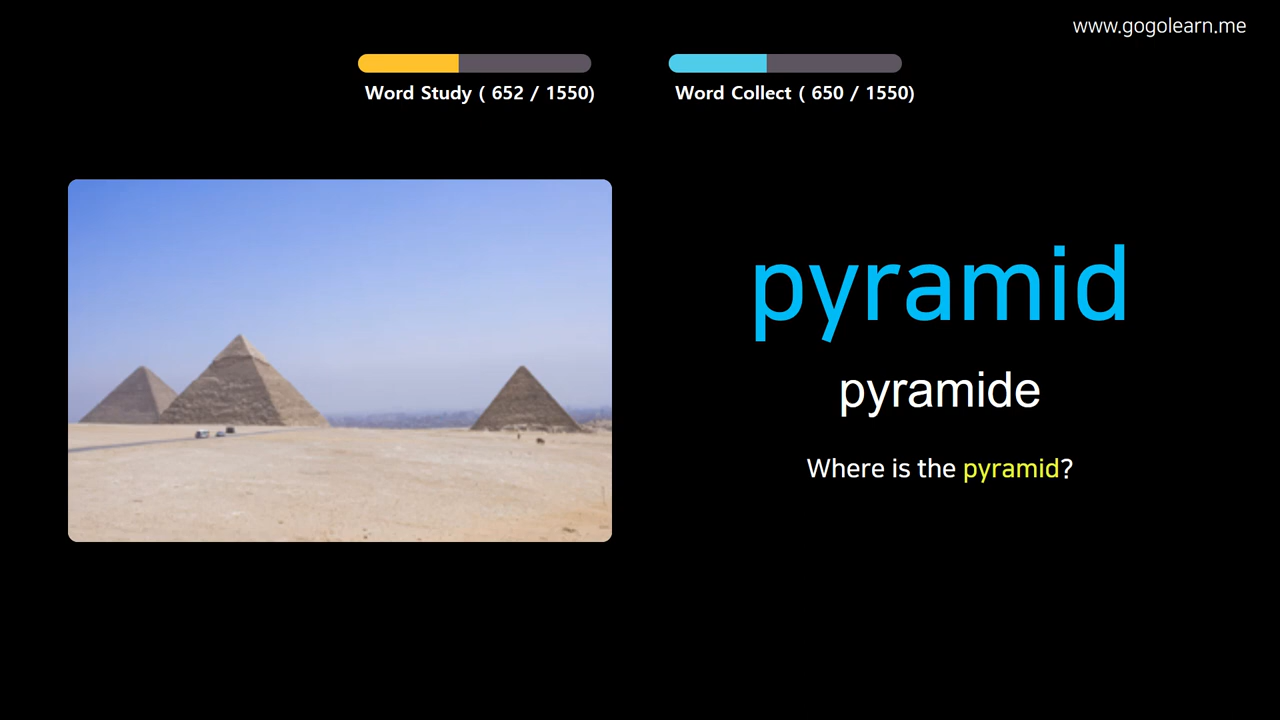 www.gogolearn.me
Word Study ( 652 / 1550)
Word Collect ( 650 / 1550)
pyramid
pyramide
Where is the pyramid?